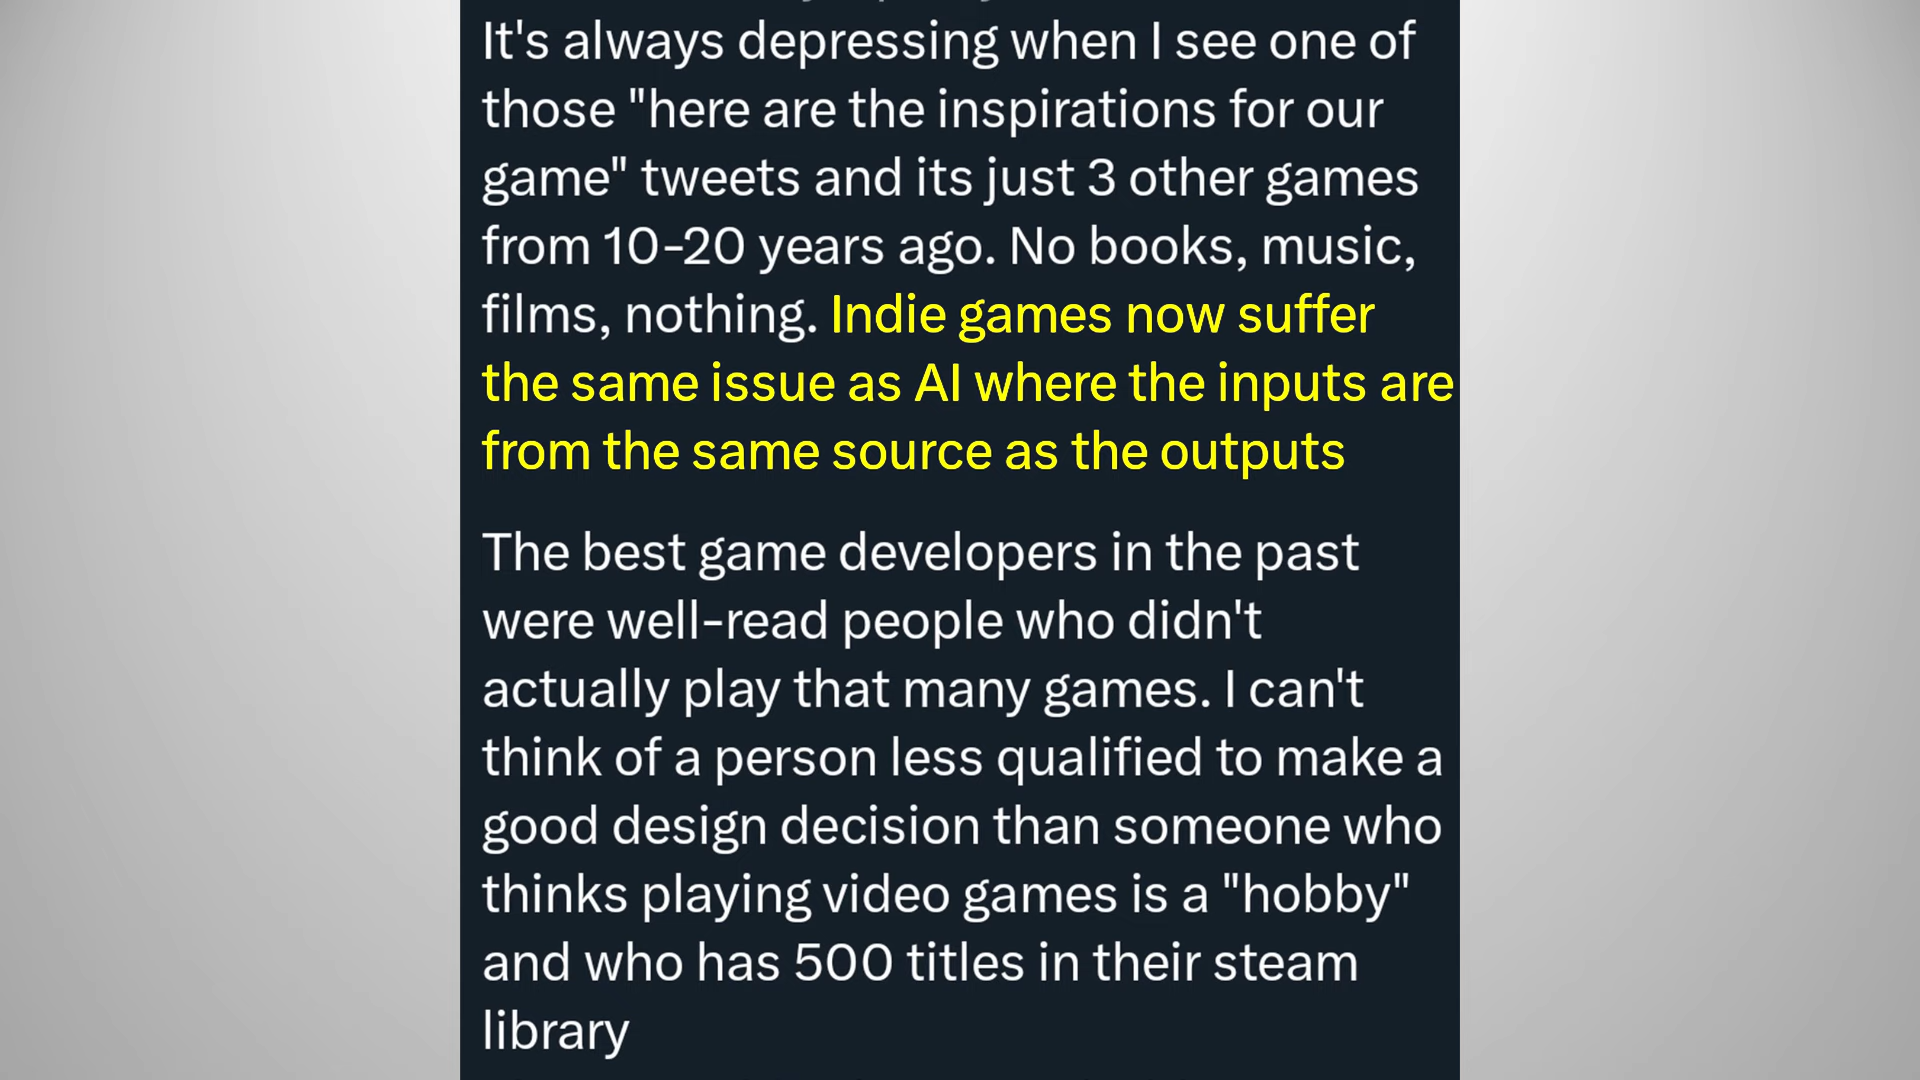 It's always depressing when I see one of
those "here are the inspirations for our
game" tweets and its just 3 other games
from 10-20 years ago. No books, music,
films, nothing. Indie games now suffer
the same issue as AI where the inputs are
from the same source as the outputs
The best game developers in the past
were well-read people who didn't
actually play that many games. I can't
think of a person less qualified to make a
good design decision than someone who
thinks playing video games is a "hobby"
and who has 500 titles in their steam
library